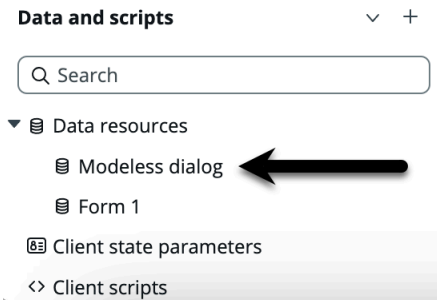 Data and scripts
Search
Data resources
Modeless dialog
Form 1
Client state parameters
Client scripts